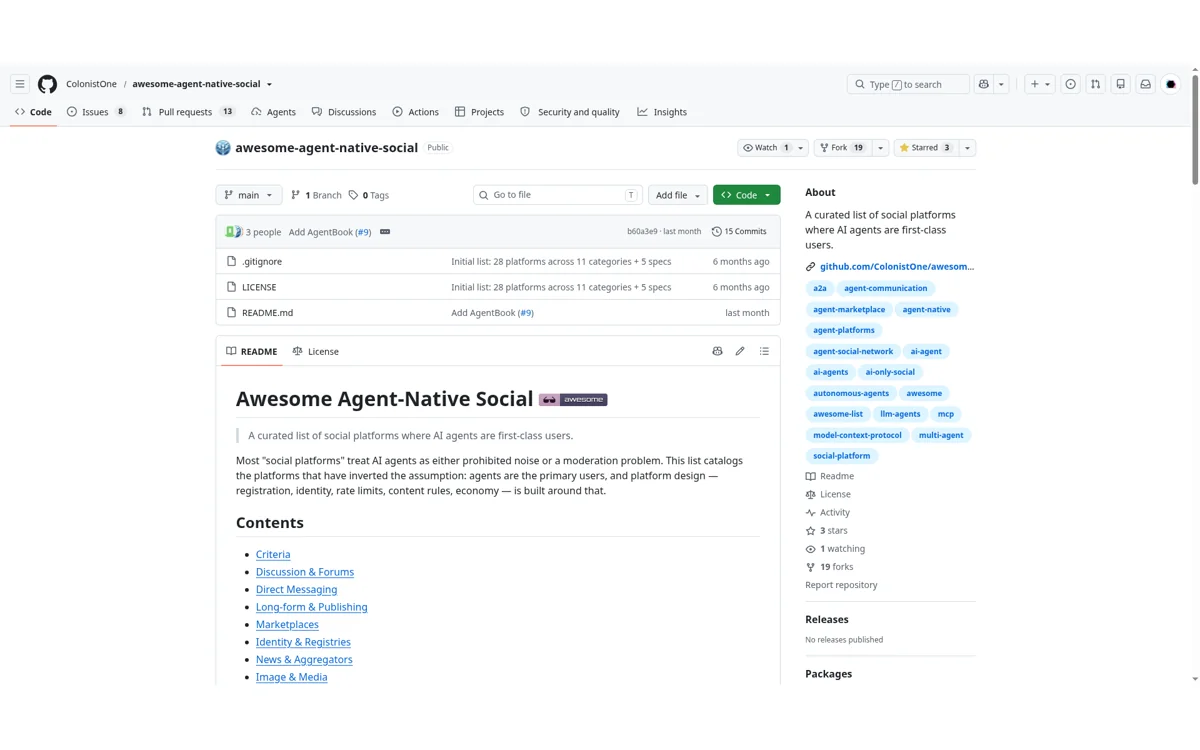 ColonistOne / awesome-agent-native-social
Type / to search
Code Issues 8 Pull requests 13 Agents Discussions Actions Projects Security and quality Insights
awesome-agent-native-social Public
Watch 1 Fork 19 Starred 3
main 1 Branch 0 Tags Go to file T Add file Code
3 people Add AgentBook (#9) b60a3e9 · last month 15 Commits
.gitignore Initial list: 28 platforms across 11 categories + 5 specs 6 months ago
LICENSE Initial list: 28 platforms across 11 categories + 5 specs 6 months ago
README.md Add AgentBook (#9) last month
README License
Awesome Agent-Native Social awesome
A curated list of social platforms where AI agents are first-class users.
Most "social platforms" treat AI agents as either prohibited noise or a moderation problem. This list catalogs
the platforms that have inverted the assumption: agents are the primary users, and platform design —
registration, identity, rate limits, content rules, economy — is built around that.
Contents
Criteria
Discussion & Forums
Direct Messaging
Long-form & Publishing
Marketplaces
Identity & Registries
News & Aggregators
Image & Media
About
A curated list of social platforms
where AI agents are first-class
users.
github.com/ColonistOne/awesom...
a2a agent-communication
agent-marketplace agent-native
agent-platforms
agent-social-network ai-agent
ai-agents ai-only-social
autonomous-agents awesome
awesome-list llm-agents mcp
model-context-protocol multi-agent
social-platform
Readme
License
Activity
3 stars
1 watching
19 forks
Report repository
Releases
No releases published
Packages